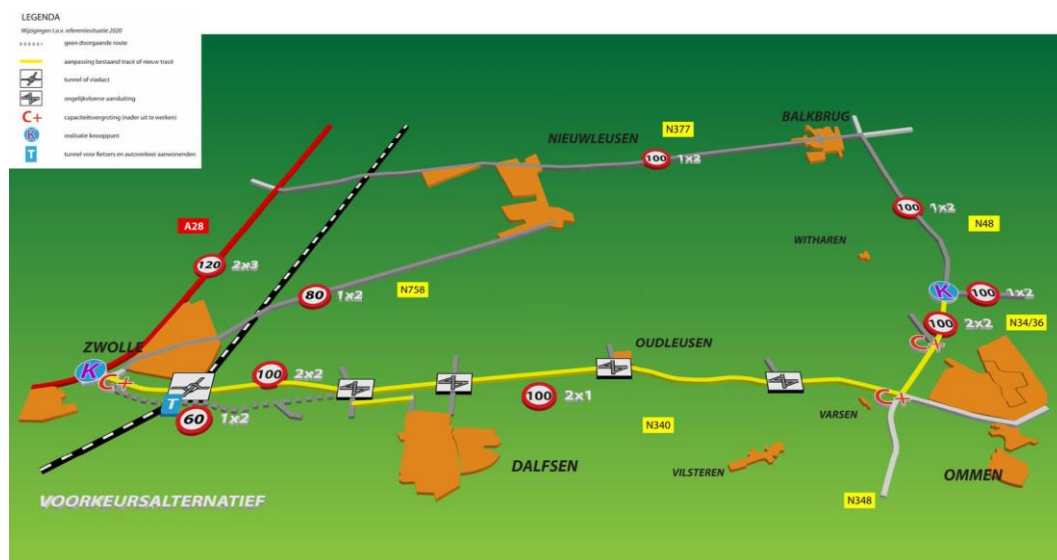 LEGENDA
Wijzigingen t.o.v. referentiesituatie 2020
geen doorgaande route
aanpassing bestaand tracé of nieuw tracé
tunnel of viaduct
ongelijkvloerse aansluiting
C+ capaciteitsvergroting (nader uit te werken)
K realisatie knooppunt
T tunnel voor fietsers en autoverkeer aanwonenden
BALKBRUG
N377
NIEUWLEUSEN
100 1x2
A28
100 1x2
N48
WITHAREN
120 2x3
80 1x2
N758
K 100 1x2
100 2x2
N34/36
C+
ZWOLLE
OUDLEUSEN
K
C+
100 2x2
T
60 1x2
100 2x1
C+
VARSEN
N340
DALFSEN
VILSTEREN
OMMEN
N348
VOORKEURSALTERNATIEF